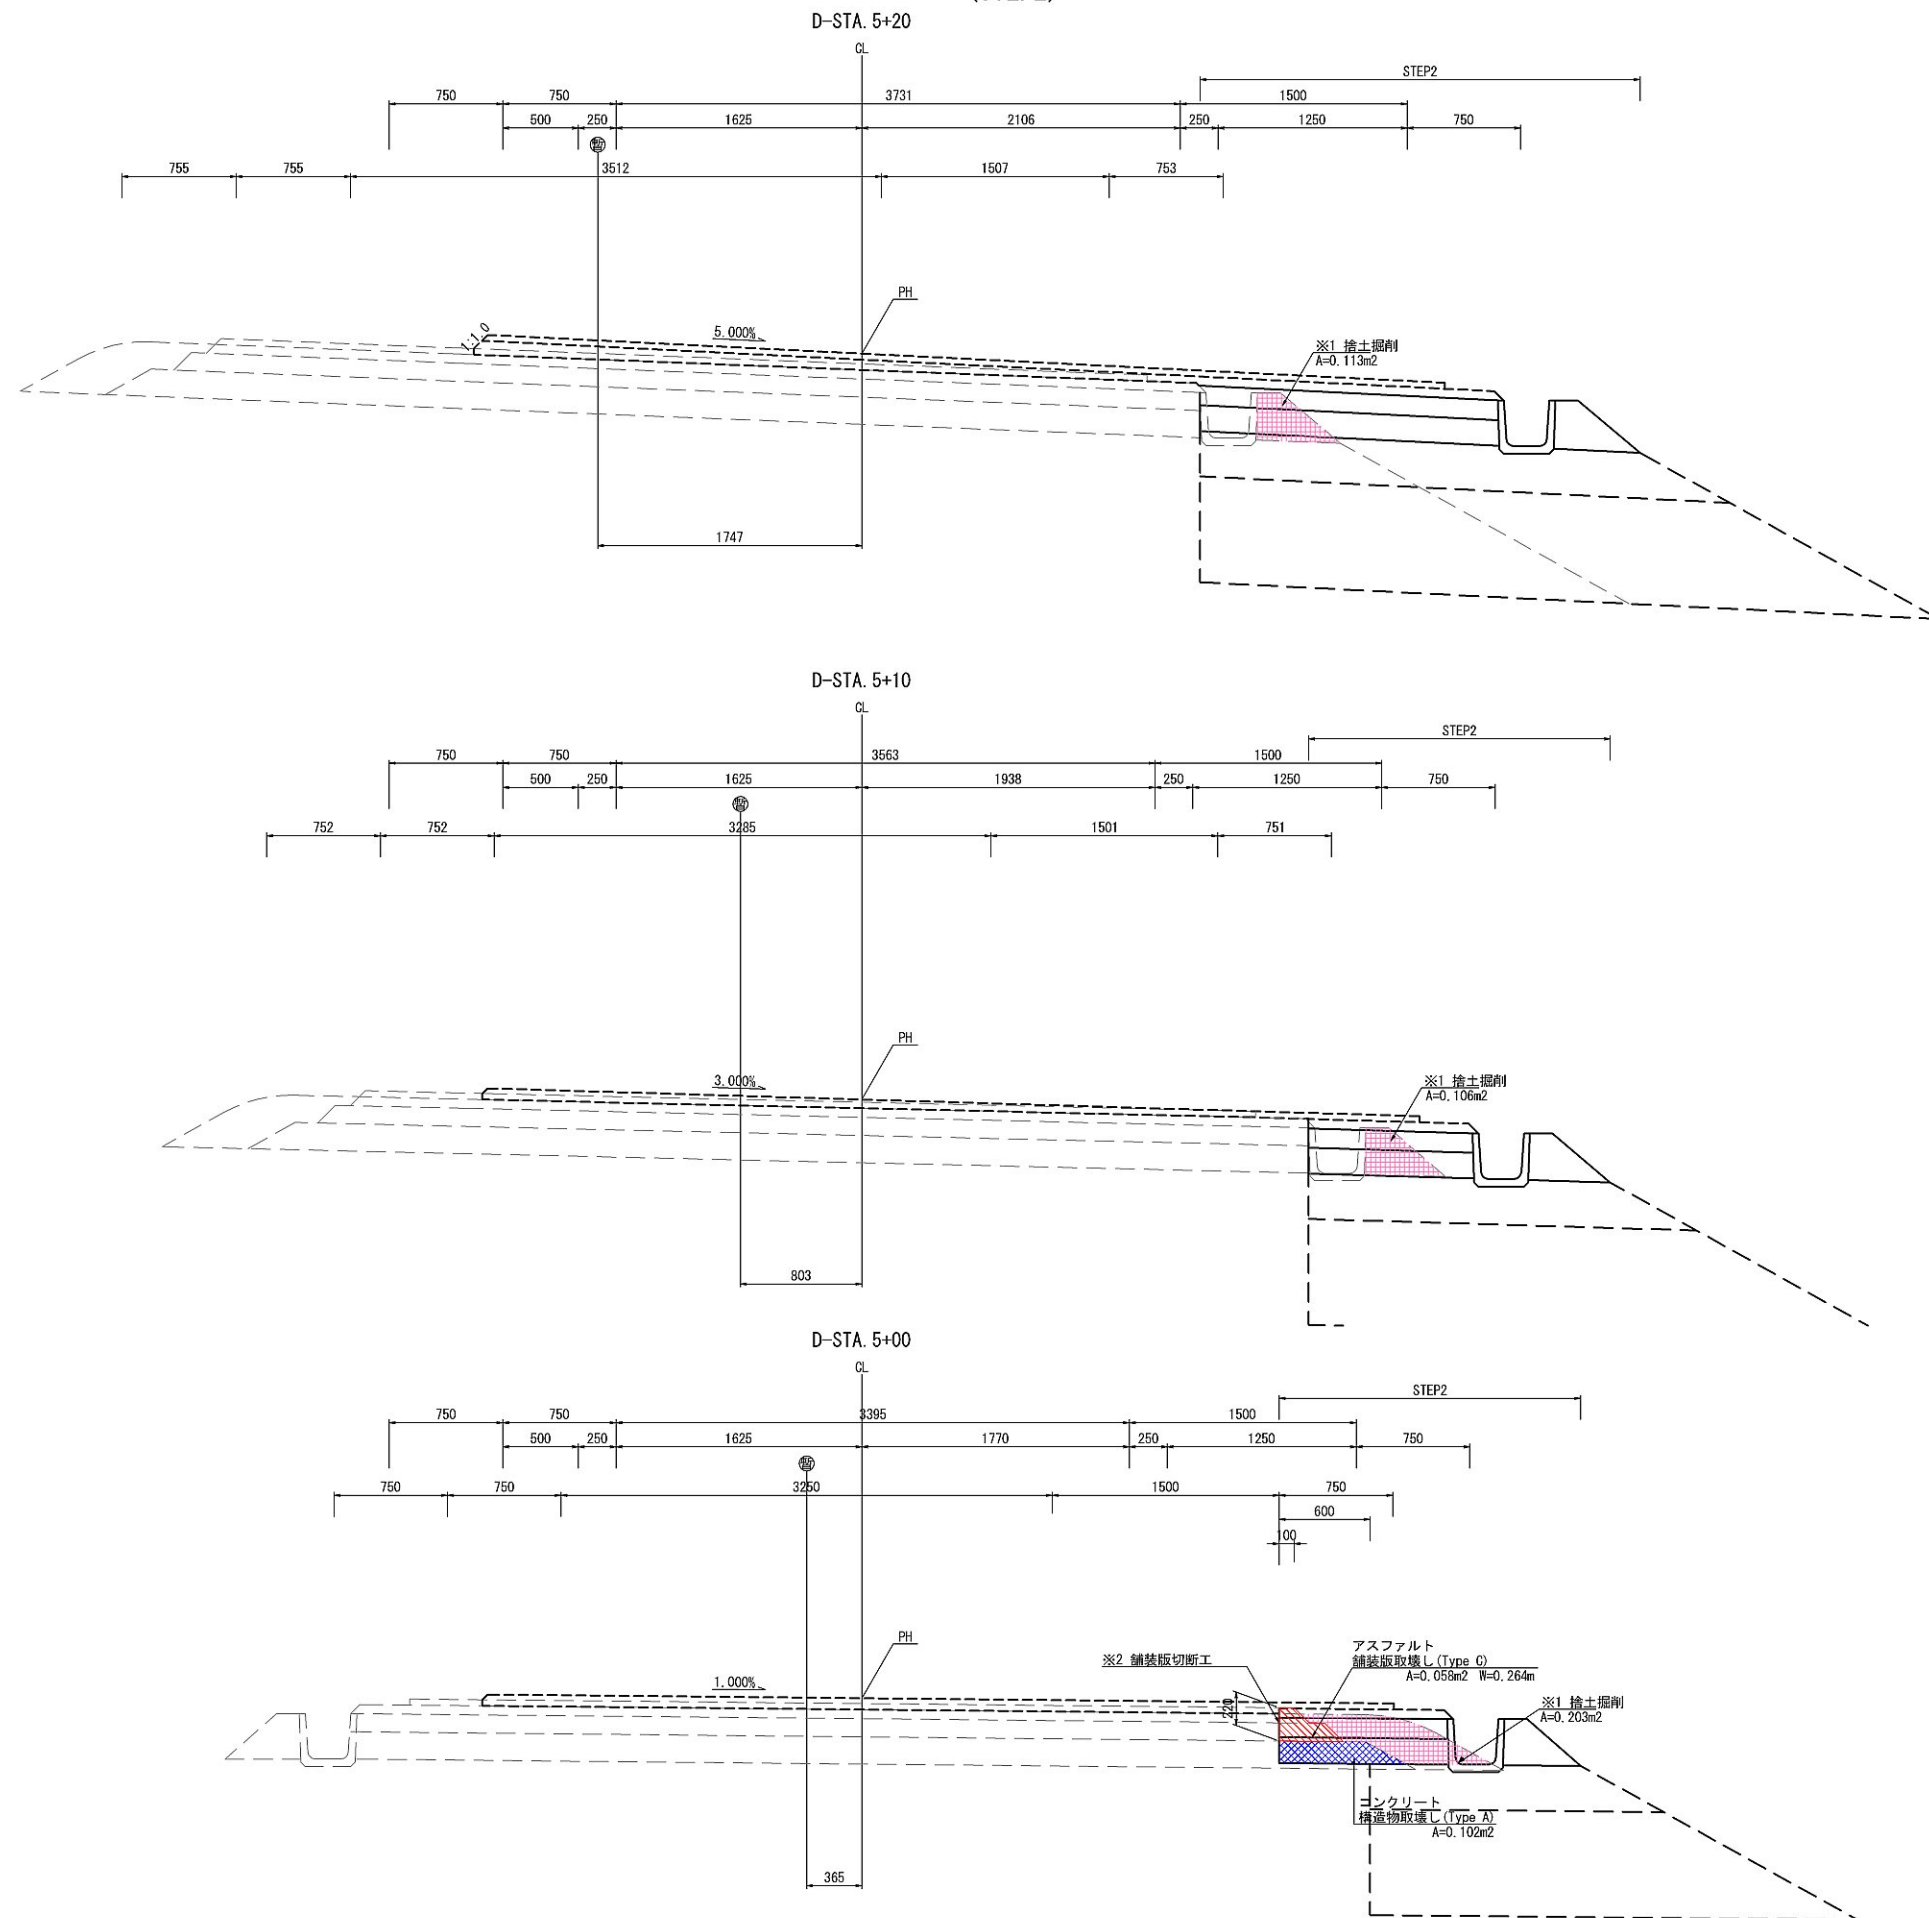 D-STA. 5+20
CL
STEP2
750 750 3731 1500
500 250 1625 2106 250 1250 750
暫
755 755 3512 1507 753
PH
1:1.0
5.000%
※1 捨土掘削
A=0.113m2
1747
D-STA. 5+10
CL
STEP2
750 750 3563 1500
500 250 1625 1938 250 1250 750
暫
752 752 3285 1501 751
PH
3.000%
※1 捨土掘削
A=0.106m2
803
D-STA. 5+00
CL
STEP2
750 750 3395 1500
500 250 1625 1770 250 1250 750
暫
750 750 3250 1500 750
600
100
PH
アスファルト
※2 舗装版切断工
舗装版取壊し(Type C)
A=0.058m2 W=0.264m
1.000%
220
※1 捨土掘削
A=0.203m2
コンクリート
構造物取壊し(Type A)
A=0.102m2
365